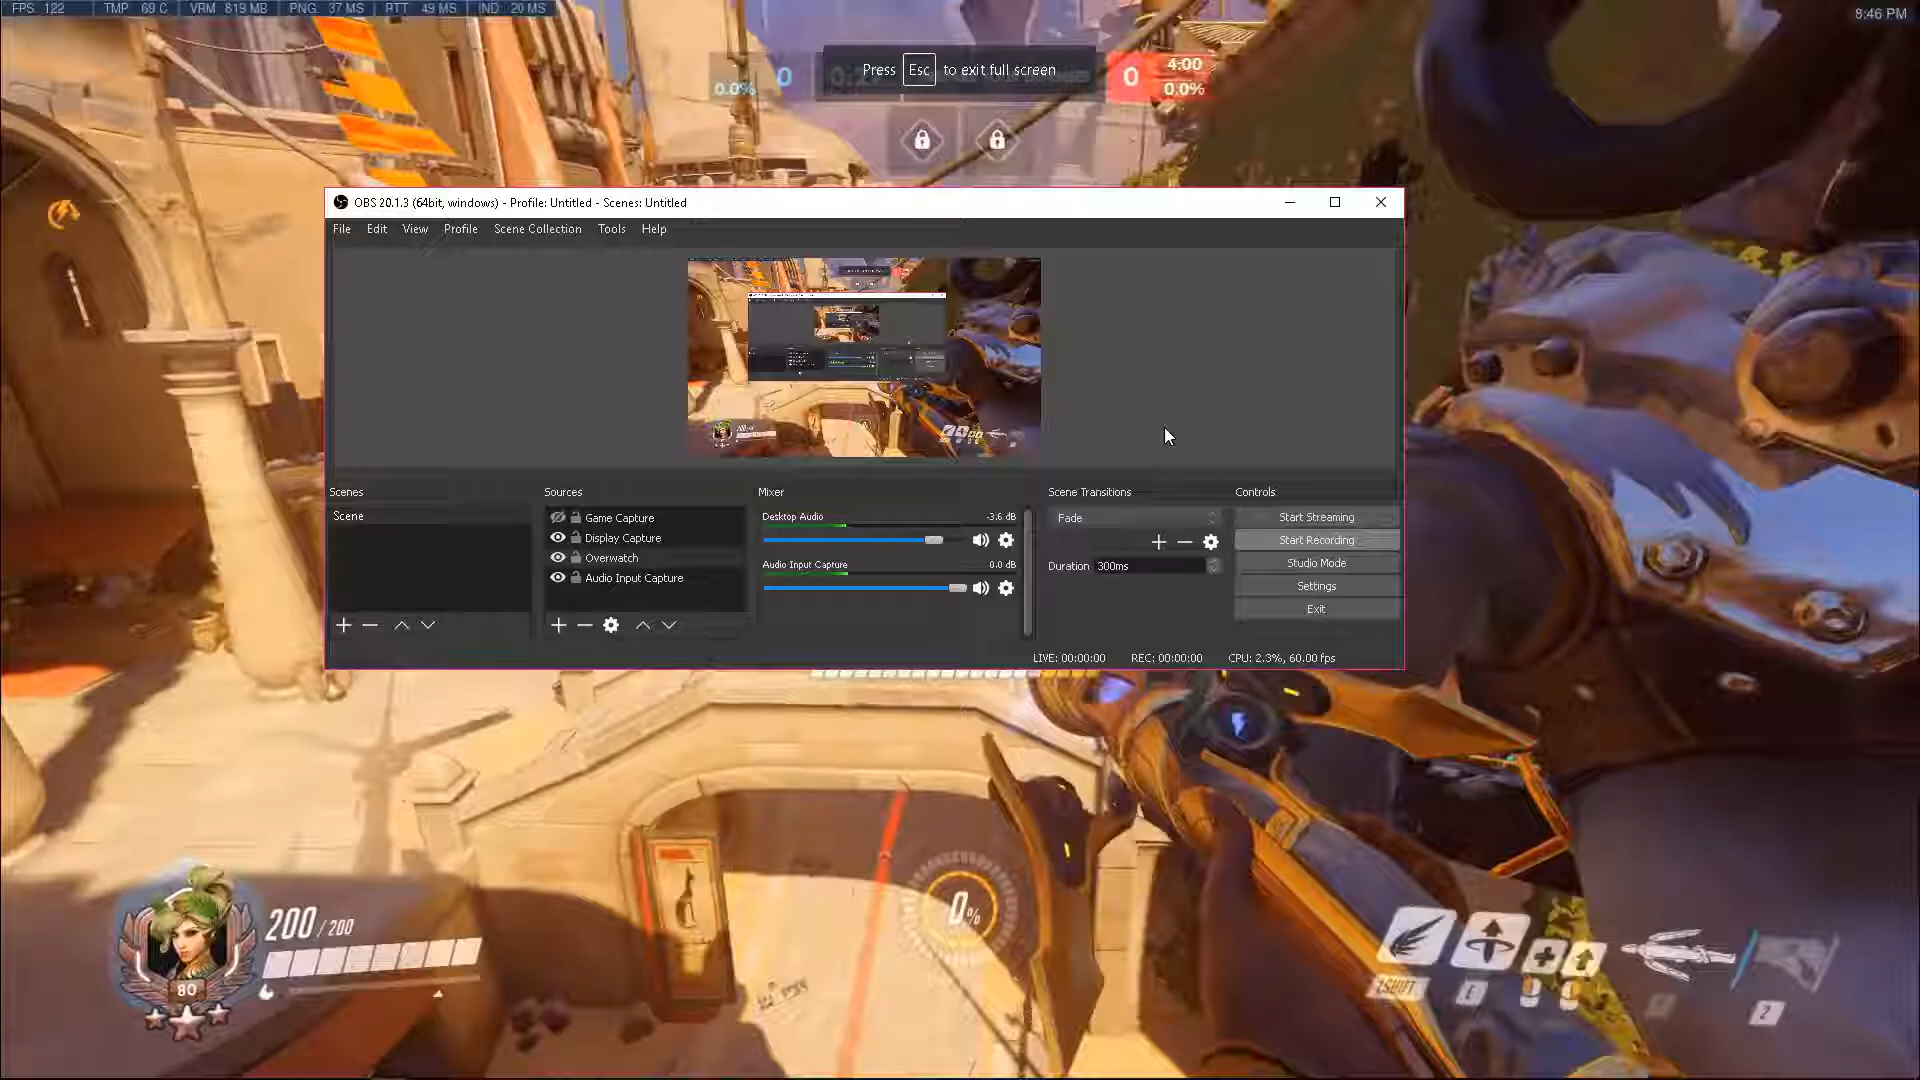 FPS: 122 | TMP: 69 C | VRM: 819 MB | PNG: 37 MS | RTT: 49 MS | IND: 20 MS
8:46 PM
0.0% 0
Press Esc to exit full screen
0 4:00
0.0%
OBS 20.1.3 (64bit, windows) - Profile: Untitled - Scenes: Untitled
File Edit View Profile Scene Collection Tools Help
Scenes
Scene
Sources
Game Capture
Display Capture
Overwatch
Audio Input Capture
Mixer
Desktop Audio -3.6 dB
Audio Input Capture 0.0 dB
Scene Transitions
Fade
Duration 300ms
Controls
Start Streaming
Start Recording
Studio Mode
Settings
Exit
LIVE: 00:00:00 REC: 00:00:00 CPU: 2.3%, 60.00 fps
200/200
80
0%
E
Z